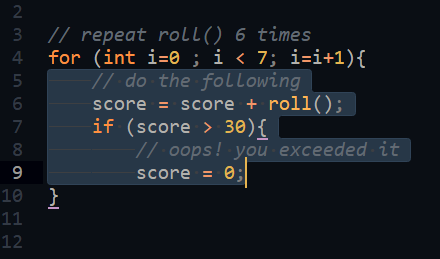 2
3 // repeat roll() 6 times
4 for (int i=0 ; i < 7; i=i+1){
5     // do the following
6     score = score + roll();
7     if (score > 30){
8         // oops! you exceeded it
9         score = 0;
10 }
11
12